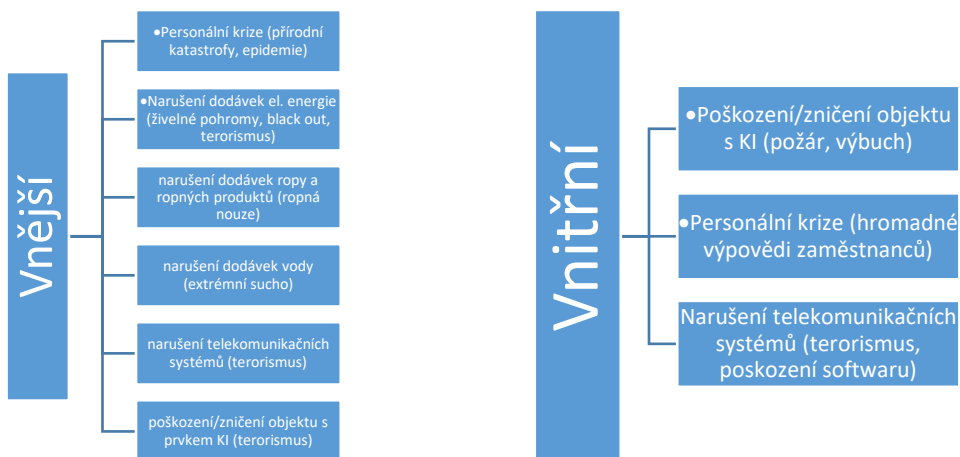 Vnější
•Personální krize (přírodní
katastrofy, epidemie)
•Narušení dodávek el. energie
(živelné pohromy, black out,
terorismus)
narušení dodávek ropy a
ropných produktů (ropná
nouze)
narušení dodávek vody
(extrémní sucho)
narušení telekomunikačních
systémů (terorismus)
poškození/zničení objektu s
prvkem KI (terorismus)
Vnitřní
•Poškození/zničení objektu
s KI (požár, výbuch)
•Personální krize (hromadné
výpovědi zaměstnanců)
Narušení telekomunikačních
systémů (terorismus,
poskození softwaru)